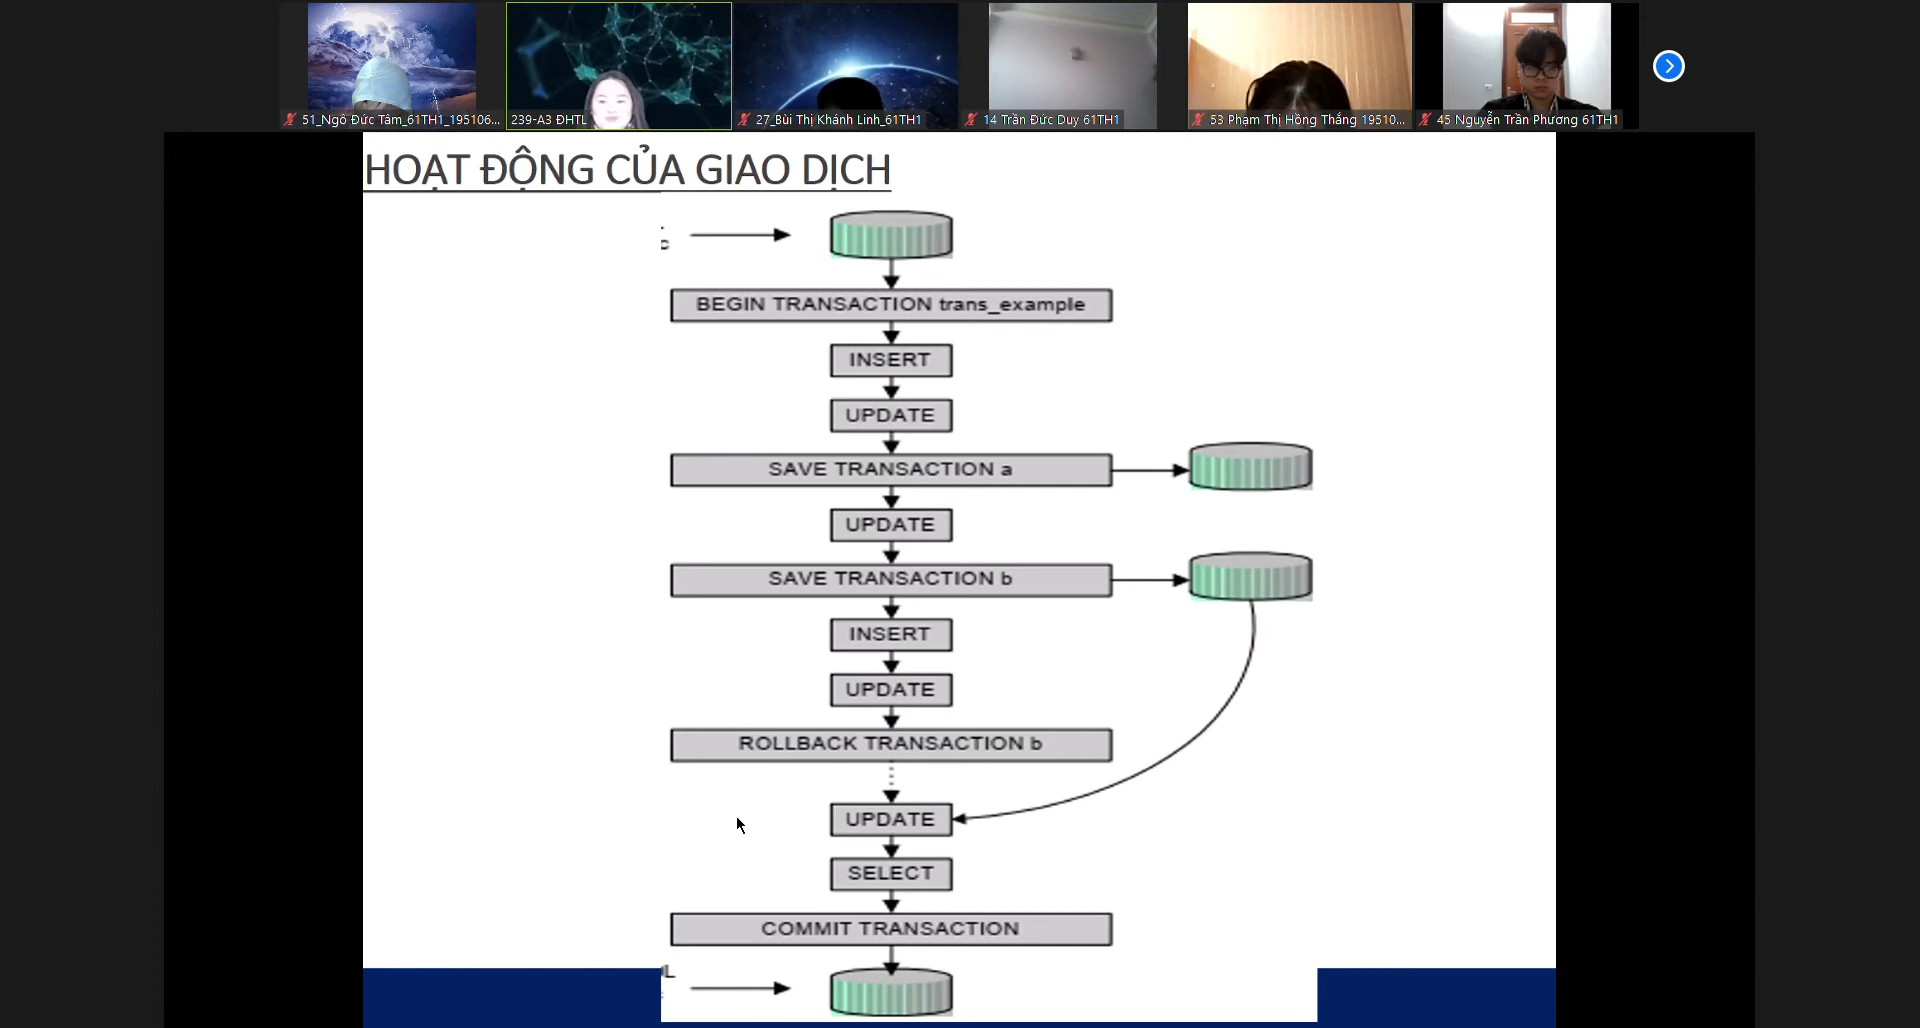 51_Ngô Đức Tâm_61TH1_195106...
239-A3 ĐHTL
27_Bùi Thị Khánh Linh_61TH1
14 Trần Đức Duy 61TH1
53 Phạm Thị Hồng Thắng 19510...
45 Nguyễn Trần Phương 61TH1
HOẠT ĐỘNG CỦA GIAO DỊCH
BEGIN TRANSACTION trans_example
INSERT
UPDATE
SAVE TRANSACTION a
UPDATE
SAVE TRANSACTION b
INSERT
UPDATE
ROLLBACK TRANSACTION b
UPDATE
SELECT
COMMIT TRANSACTION